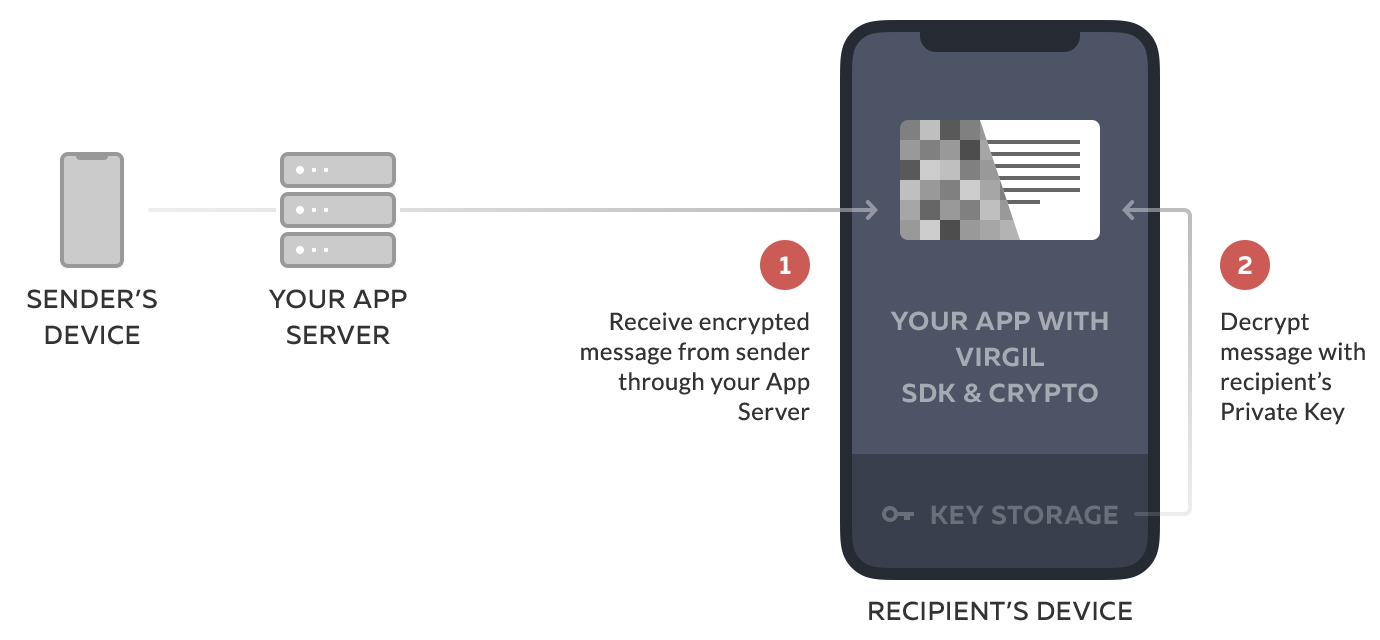 SENDER’S
DEVICE
YOUR APP
SERVER
1
Receive encrypted
message from sender
through your App
Server
YOUR APP WITH
VIRGIL
SDK & CRYPTO
KEY STORAGE
RECIPIENT’S DEVICE
2
Decrypt
message with
recipient’s
Private Key